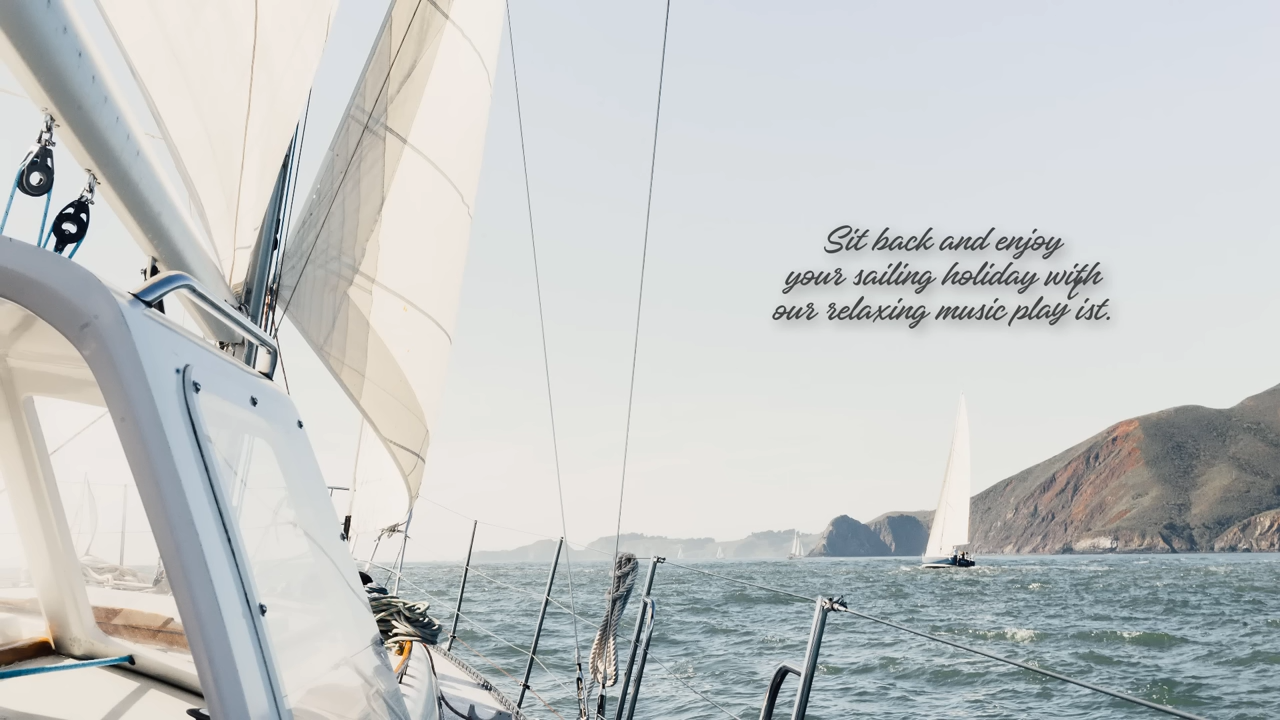 Sit back and enjoy
your sailing holiday with
our relaxing music play ist.